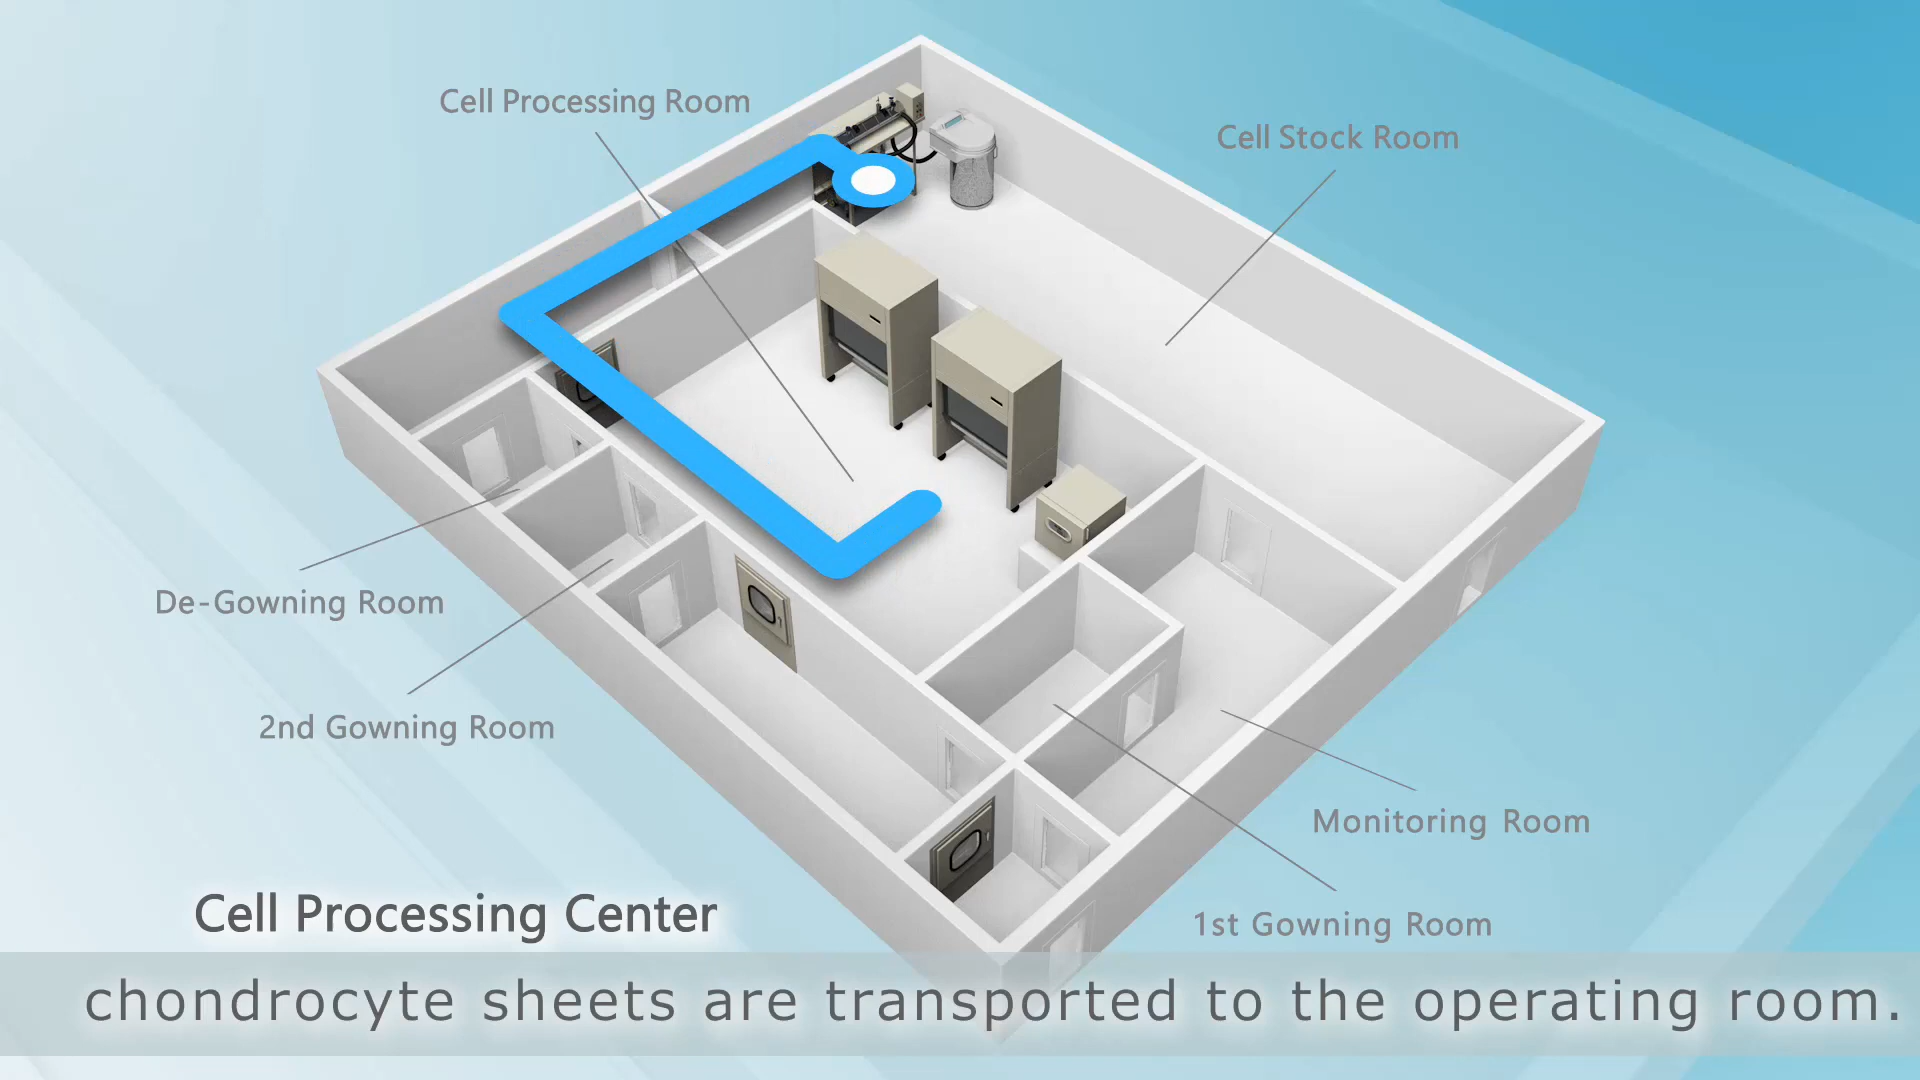 Cell Processing Room
Cell Stock Room
De-Gowning Room
2nd Gowning Room
Monitoring Room
1st Gowning Room
Cell Processing Center
chondrocyte sheets are transported to the operating room.